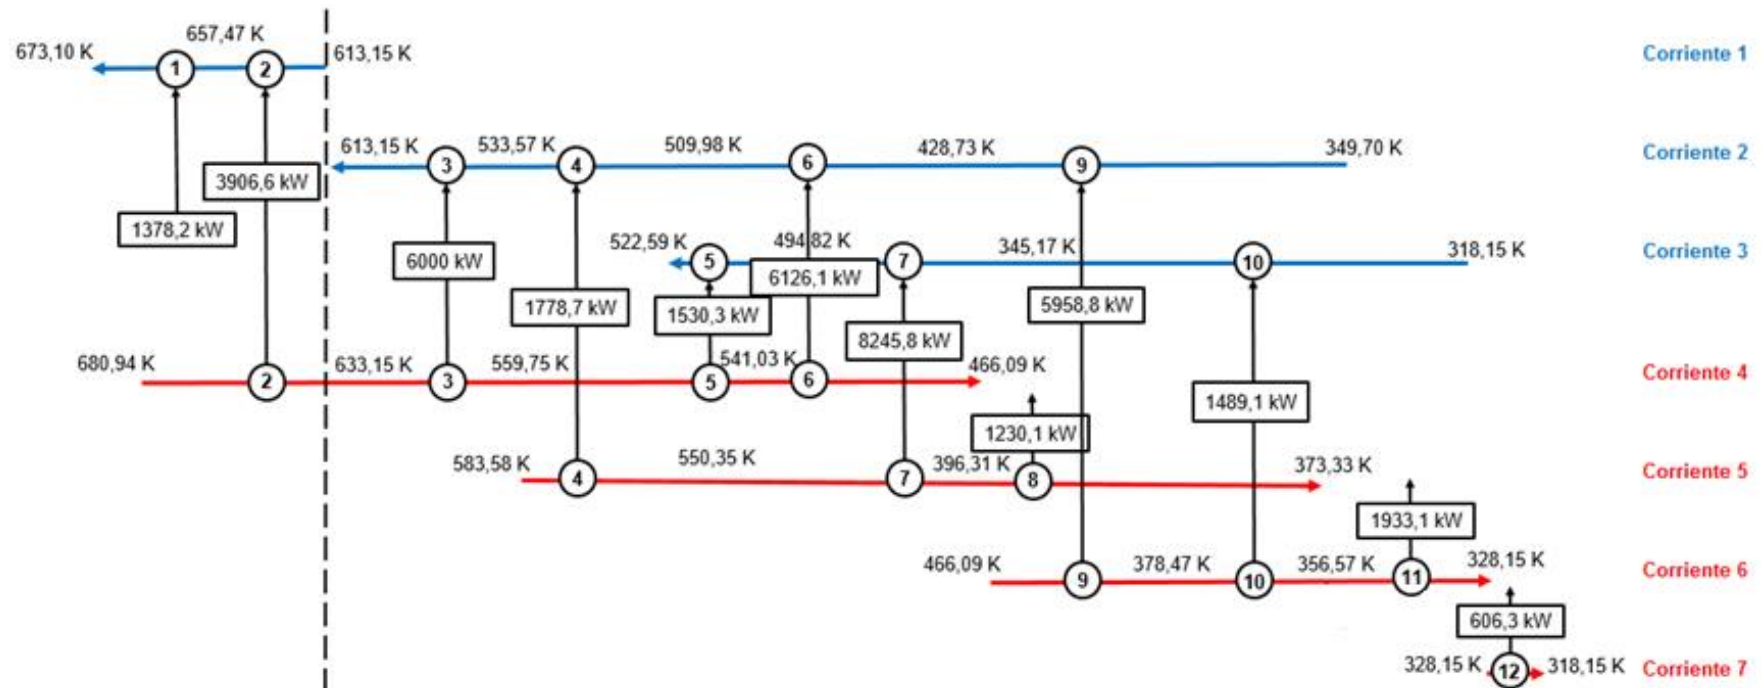 657,47 K
673,10 K
1
2
613,15 K
Corriente 1
613,15 K
3
533,57 K
4
509,98 K
6
428,73 K
9
349,70 K
Corriente 2
3906,6 kW
1378,2 kW
6000 kW
522,59 K
5
494,82 K
7
345,17 K
10
318,15 K
Corriente 3
6126,1 kW
1778,7 kW
1530,3 kW
5958,8 kW
8245,8 kW
680,94 K
2
633,15 K
3
559,75 K
5
541,03 K
6
466,09 K
Corriente 4
1489,1 kW
1230,1 kW
583,58 K
4
550,35 K
7
396,31 K
8
373,33 K
Corriente 5
1933,1 kW
466,09 K
9
378,47 K
10
356,57 K
11
328,15 K
Corriente 6
606,3 kW
328,15 K
12
318,15 K
Corriente 7